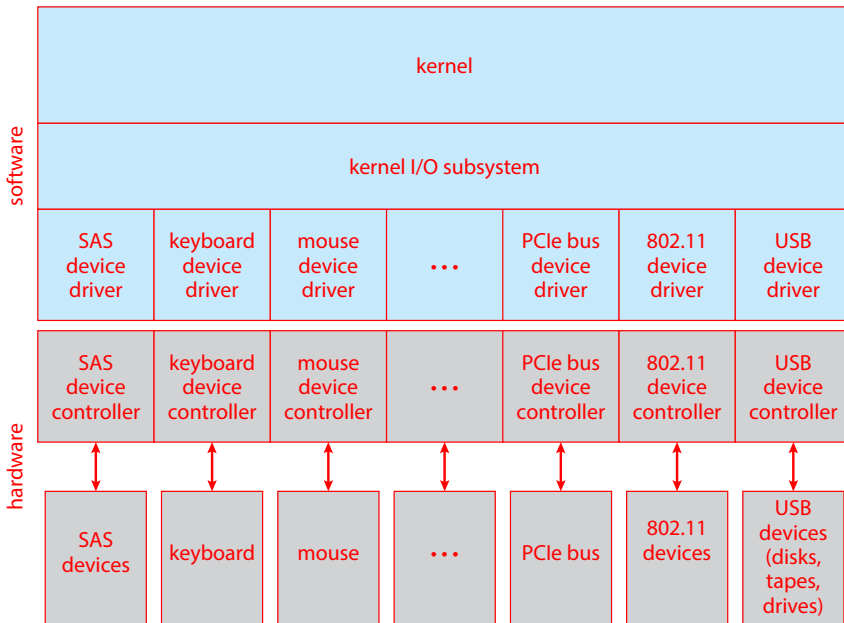 software
kernel
kernel I/O subsystem
SAS
device
driver
keyboard
device
driver
mouse
device
driver
•••
PCIe bus
device
driver
802.11
device
driver
USB
device
driver
hardware
SAS
device
controller
keyboard
device
controller
mouse
device
controller
•••
PCIe bus
device
controller
802.11
device
controller
USB
device
controller
SAS
devices
keyboard
mouse
•••
PCIe bus
802.11
devices
USB
devices
(disks,
tapes,
drives)